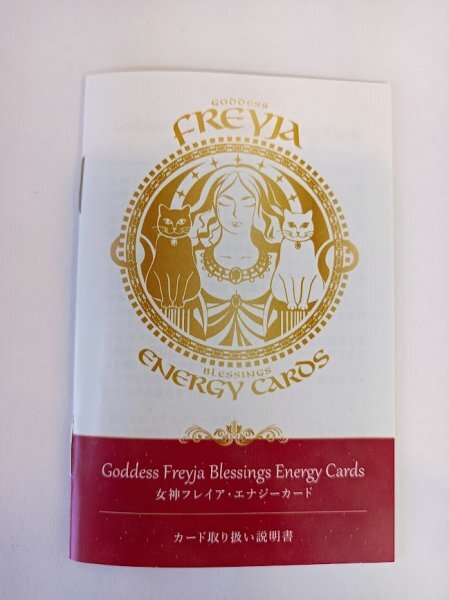 GODDESS
FREYJA
BLESSINGS
ENERGY CARDS
Goddess Freyja Blessings Energy Cards
女神フレイア・エナジーカード
カード取り扱い説明書